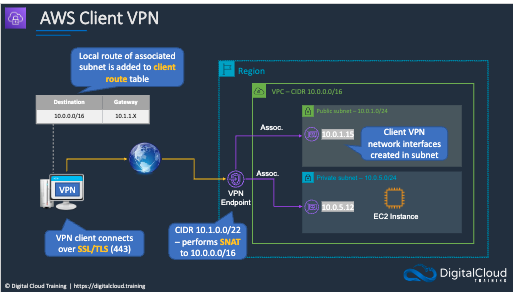 AWS Client VPN
Local route of associated
subnet is added to client
route table
Destination Gateway
10.0.0.0/16 10.1.1.X
VPN
VPN client connects
over SSL/TLS (443)
Region
VPC – CIDR 10.0.0.0/16
Public subnet – 10.0.1.0/24
Assoc.
10.0.1.15
Client VPN
network interfaces
created in subnet
Assoc.
VPN
Endpoint
Private subnet – 10.0.5.0/24
10.0.5.12
EC2 Instance
CIDR 10.1.0.0/22
– performs SNAT
to 10.0.0.0/16
© Digital Cloud Training | https://digitalcloud.training
DigitalCloud
TRAINING